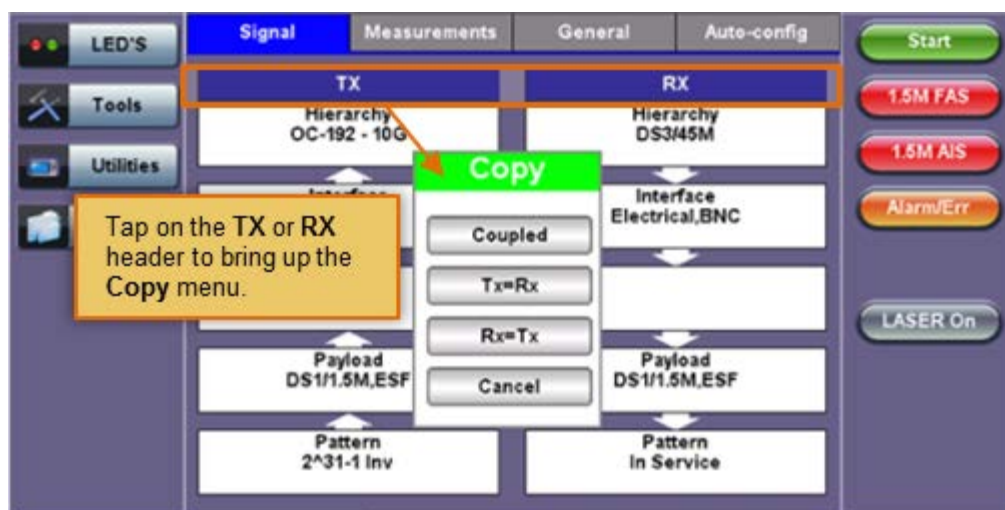 LED'S
Tools
Utilities
Signal
Measurements
General
Auto-config
TX
RX
Hierarchy
OC-192 - 10G
Hierarchy
DS3/45M
Interface
Electrical,BNC
Tap on the TX or RX
header to bring up the
Copy menu.
Copy
Coupled
Tx=Rx
Rx=Tx
Cancel
Payload
DS1/1.5M,ESF
Payload
DS1/1.5M,ESF
Pattern
2^31-1 Inv
Pattern
In Service
Start
1.5M FAS
1.5M AIS
Alarm/Err
LASER On